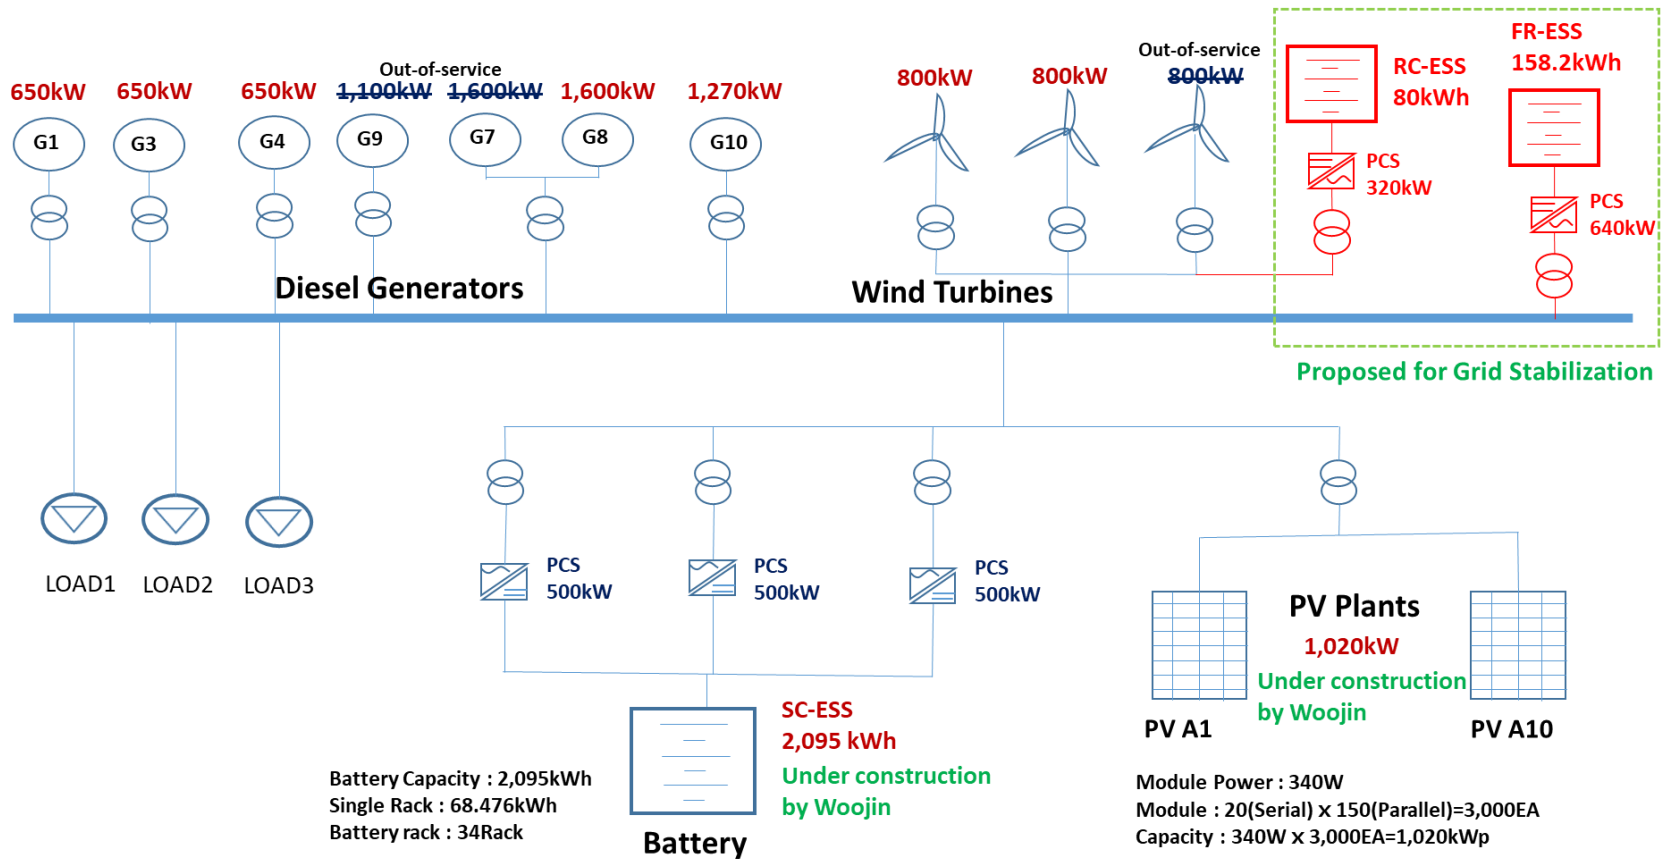 Out-of-service
650kW
650kW
650kW
1,100kW
1,600kW
1,600kW
1,270kW
G1
G3
G4
G9
G7
G8
G10
Diesel Generators
Out-of-service
800kW
800kW
800kW
Wind Turbines
RC-ESS
80kWh
PCS
320kW
FR-ESS
158.2kWh
PCS
640kW
Proposed for Grid Stabilization
LOAD1
LOAD2
LOAD3
PCS
500kW
PCS
500kW
PCS
500kW
SC-ESS
2,095 kWh
Under construction
by Woojin
Battery Capacity : 2,095kWh
Single Rack : 68.476kWh
Battery rack : 34Rack
Battery
PV Plants
1,020kW
Under construction
by Woojin
PV A1
PV A10
Module Power : 340W
Module : 20(Serial) x 150(Parallel)=3,000EA
Capacity : 340W x 3,000EA=1,020kWp